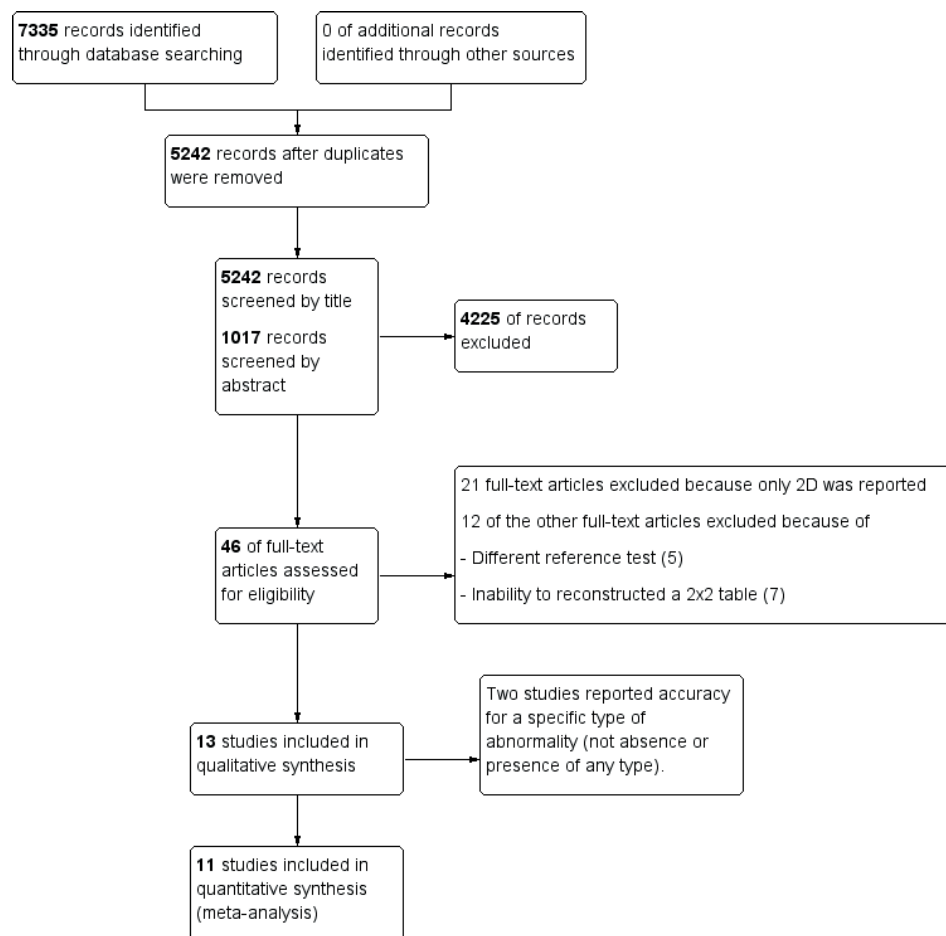 7335 records identified
through database searching
0 of additional records
identified through other sources
5242 records after duplicates
were removed
5242 records
screened by title
1017 records
screened by
abstract
4225 of records
excluded
46 of full-text
articles assessed
for eligibility
21 full-text articles excluded because only 2D was reported
12 of the other full-text articles excluded because of
- Different reference test (5)
- Inability to reconstructed a 2x2 table (7)
13 studies included in
qualitative synthesis
Two studies reported accuracy
for a specific type of
abnormality (not absence or
presence of any type).
11 studies included in
quantitative synthesis
(meta-analysis)